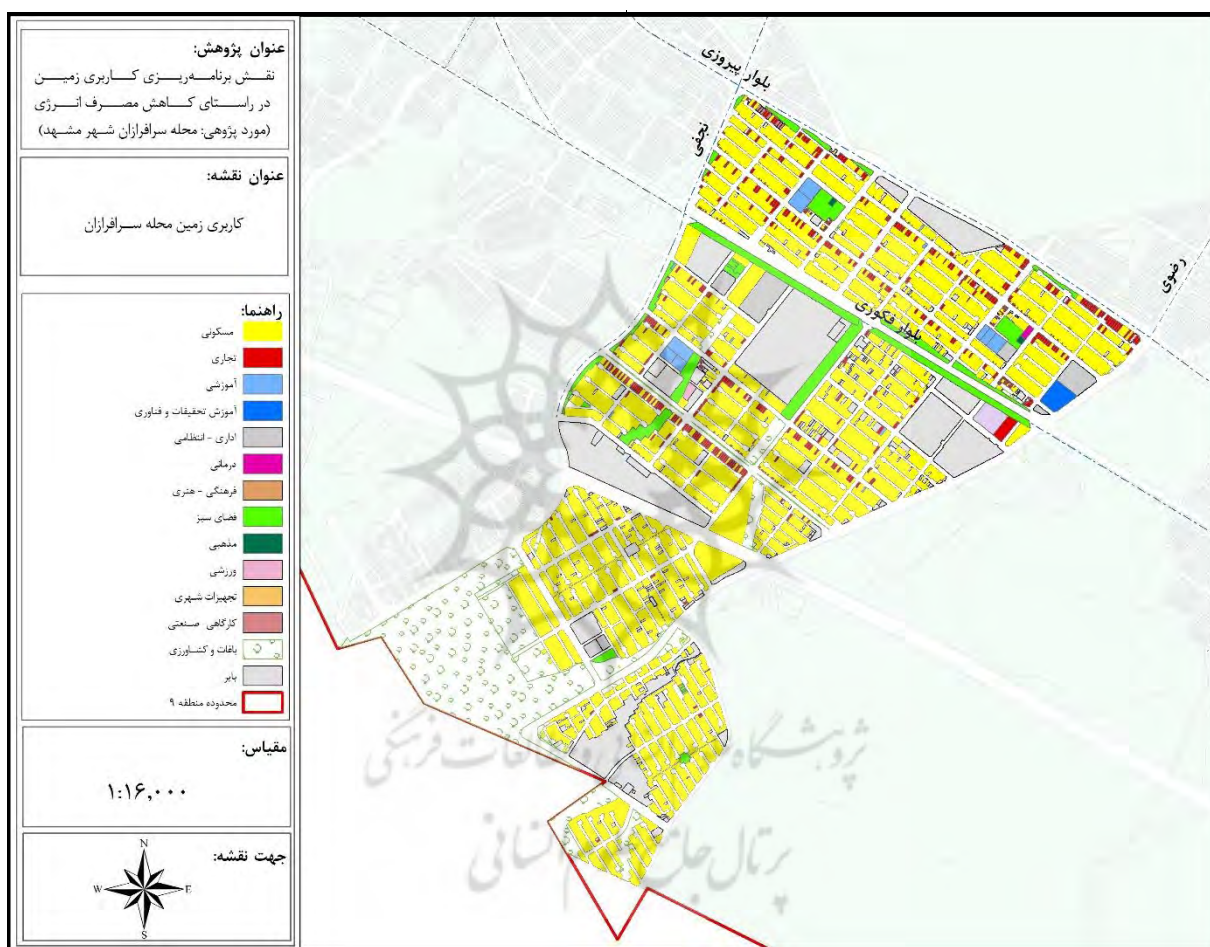 عنوان پژوهش:
نقش برنامه‌ریزی کاربری زمین
در راستای کاهش مصرف انرژی
(مورد پژوهی: محله سرافرازان شهر مشهد)
عنوان نقشه:
کاربری زمین محله سرافرازان
راهنما:
مسکونی
تجاری
آموزشی
آموزش تحقیقات و فناوری
اداری - انتظامی
درمانی
فرهنگی - هنری
فضای سبز
مذهبی
ورزشی
تجهیزات شهری
کارگاهی صنعتی
باغات و کشاورزی
بایر
محدوده منطقه ۹
مقیاس:
۱:۱۶,۰۰۰
جهت نقشه:
N
W E
S
بلوار پیروزی
نجفی
رضوی
بلوار فکوری
پژوهشگاه علوم انسانی و مطالعات فرهنگی
پرتال جامع علوم انسانی